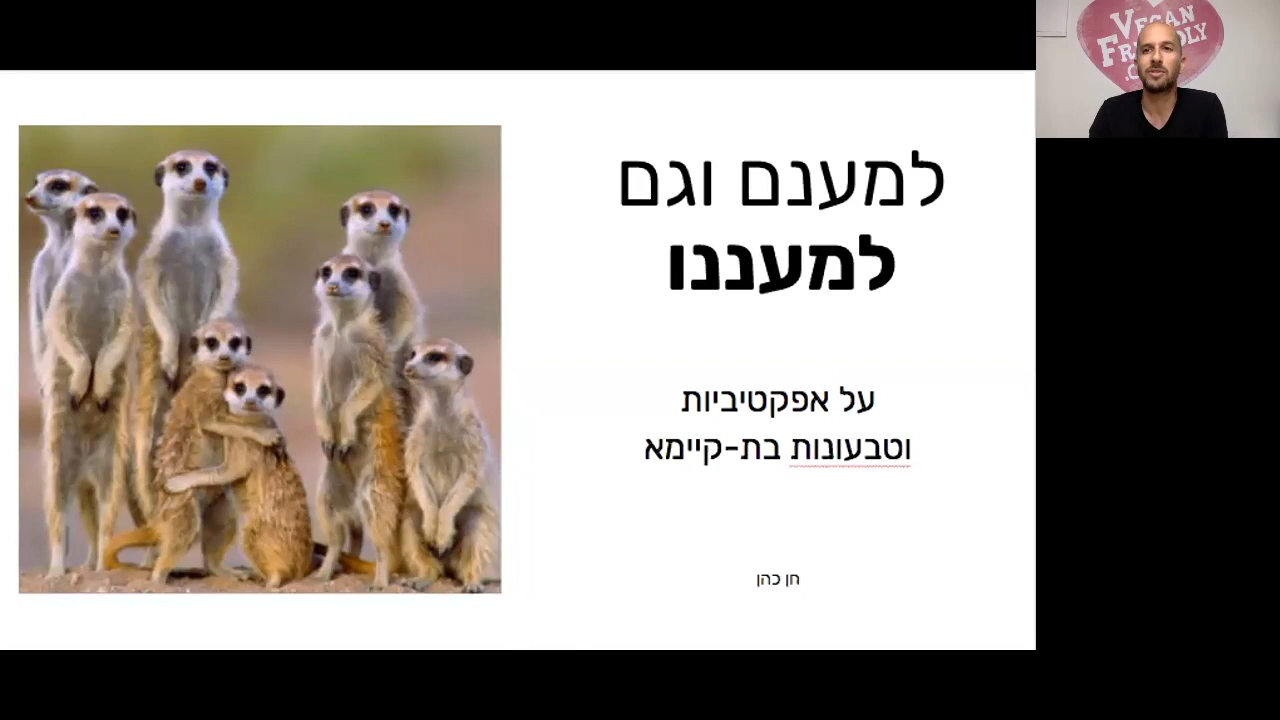 למענם וגם
למעננו
על אפקטיביות
וטבעונות בת-קיימא
חן כהן
VEGAN
FRIENDLY